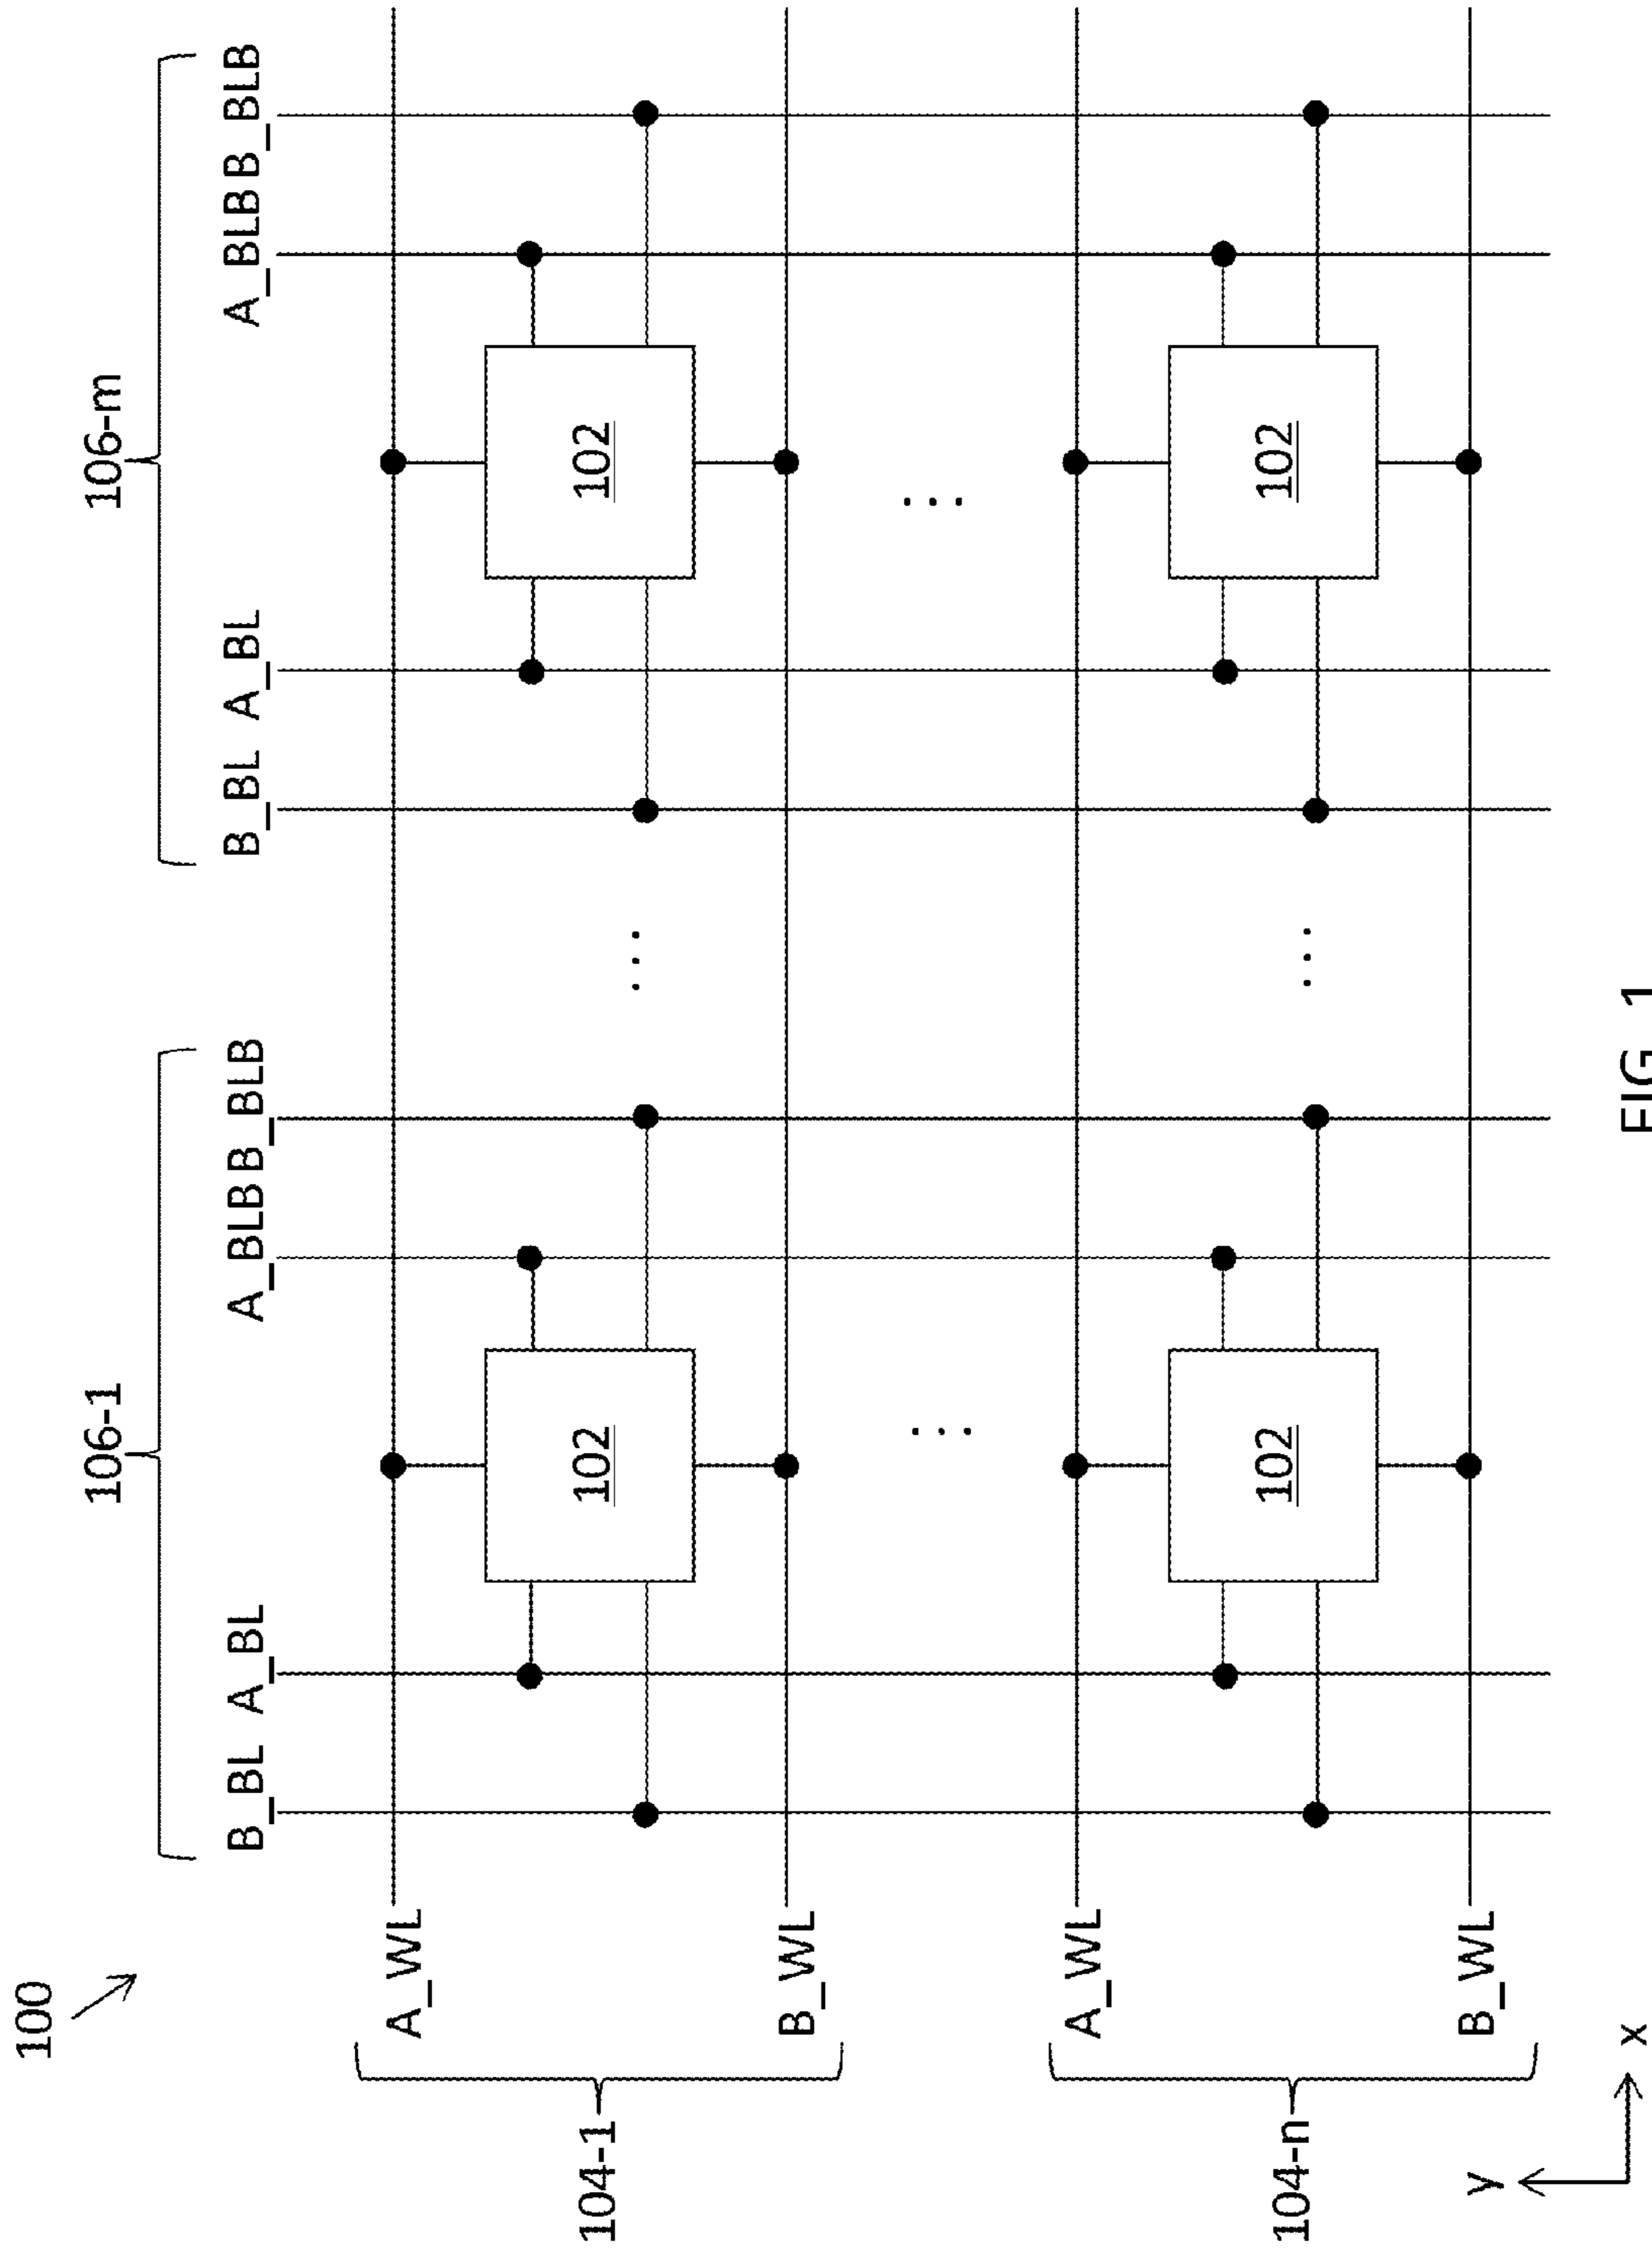 100
106-1 106-m
B_BL A_BL A_BLB B_BLB B_BL A_BL A_BLB B_BLB
A_WL
104-1
102 102
...
...
B_WL
... ...
A_WL
104-n
102 102
...
B_WL
y
x
FIG. 1